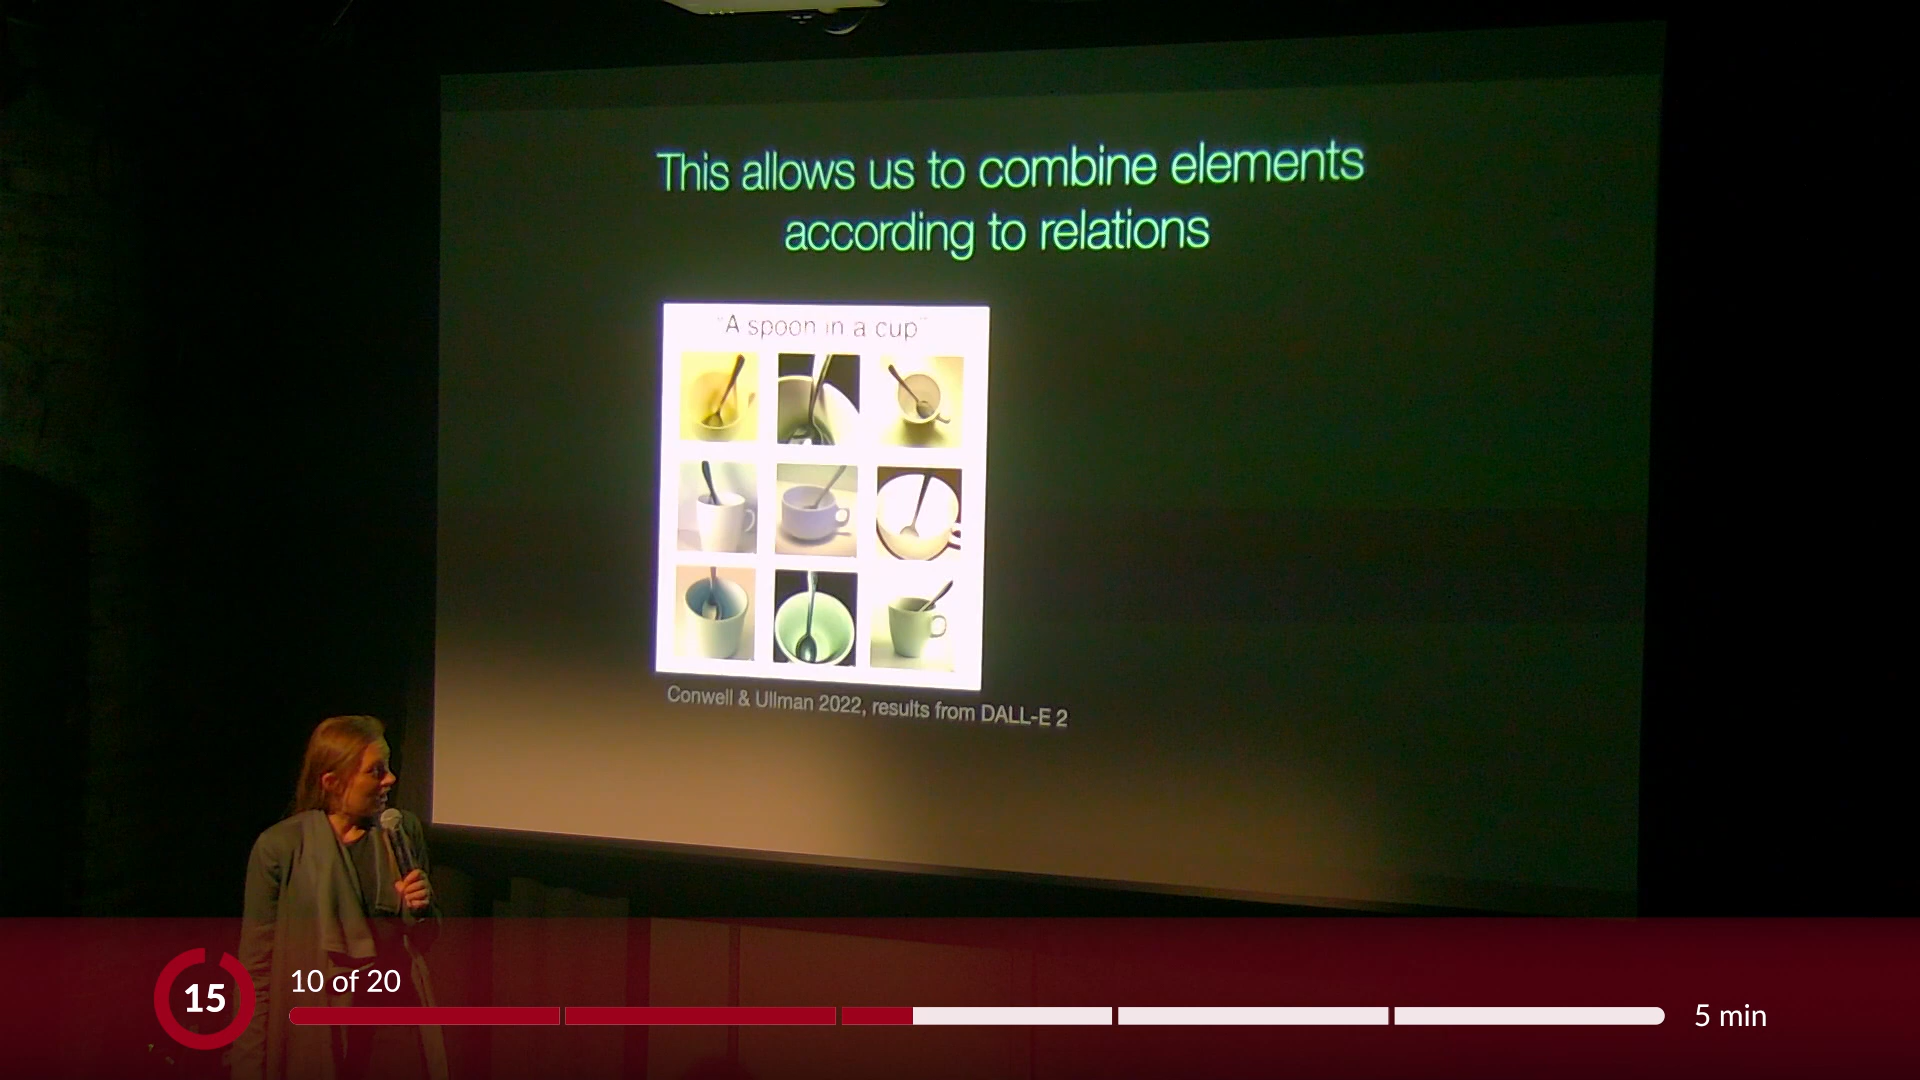 This allows us to combine elements
according to relations
"A spoon in a cup"
Conwell & Ullman 2022, results from DALL-E 2
15
10 of 20
5 min